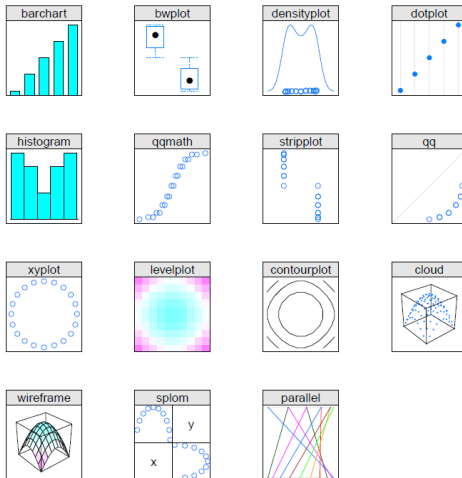 barchart
bwplot
densityplot
dotplot
histogram
qqmath
stripplot
qq
xyplot
levelplot
contourplot
cloud
wireframe
splom
parallel
y
x